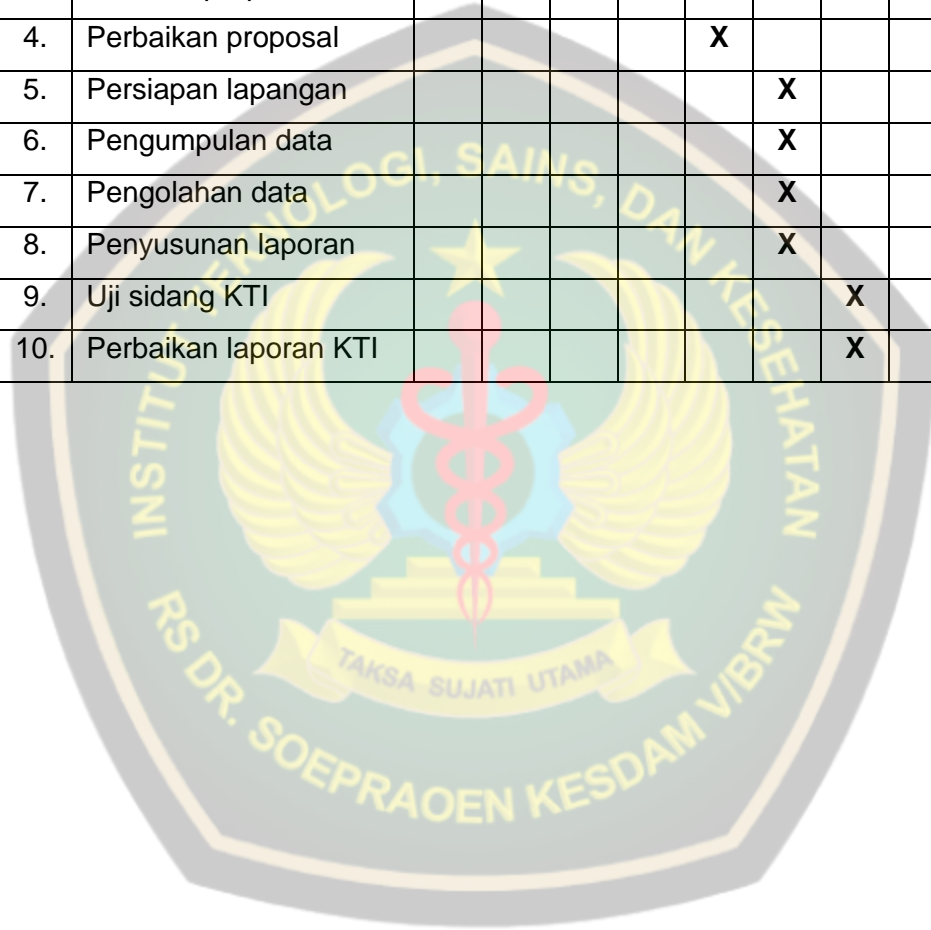 4. Perbaikan proposal X
5. Persiapan lapangan X
6. Pengumpulan data X
7. Pengolahan data X
8. Penyusunan laporan X
9. Uji sidang KTI X
10. Perbaikan laporan KTI X
INSTITUT TEKNOLOGI, SAINS, DAN KESEHATAN
TAKSA SUJATI UTAMA
RS DR. SOEPRAOEN KESDAM V/BRW